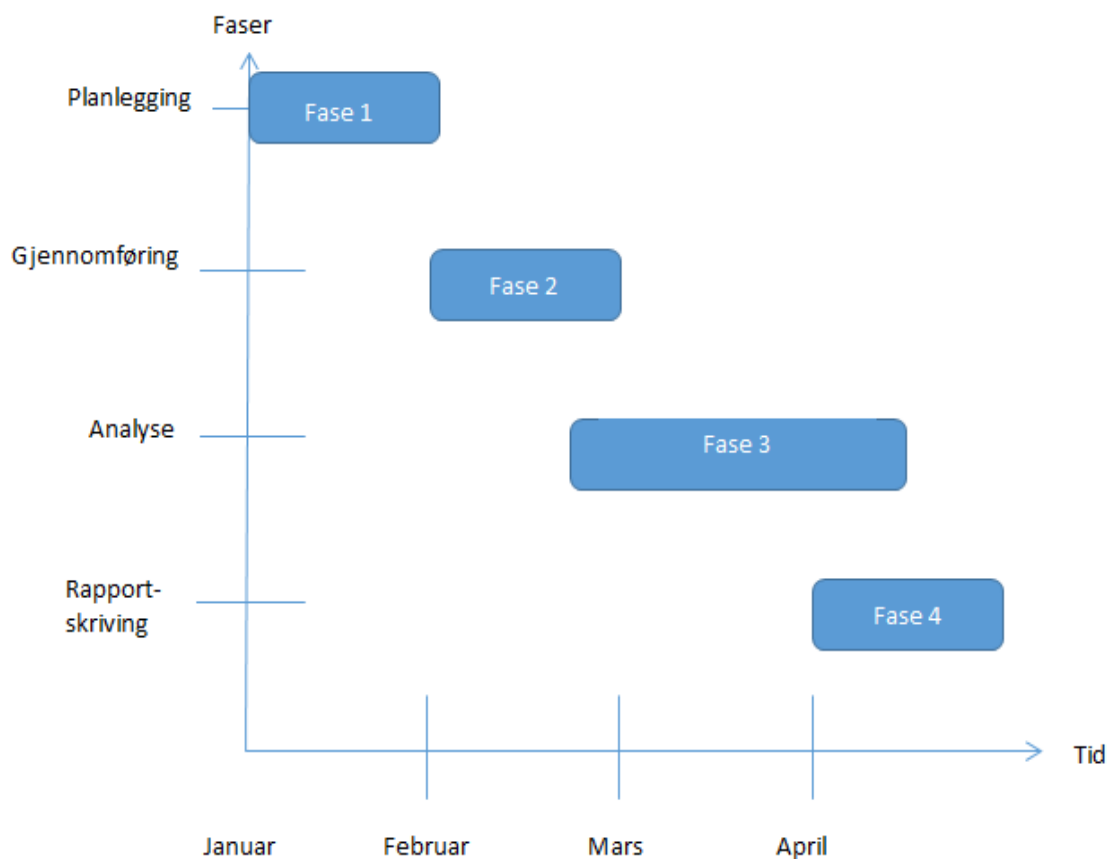 Faser
Planlegging
Fase 1
Gjennomføring
Fase 2
Analyse
Fase 3
Rapport-
skriving
Fase 4
Tid
Januar
Februar
Mars
April